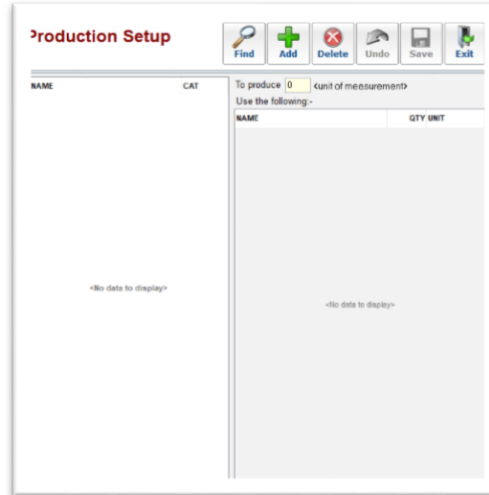 Production Setup
Find Add Delete Undo Save Exit
NAME CAT
To produce 0 <unit of measurement>
Use the following:-
NAME QTY UNIT
<No data to display>
<No data to display>